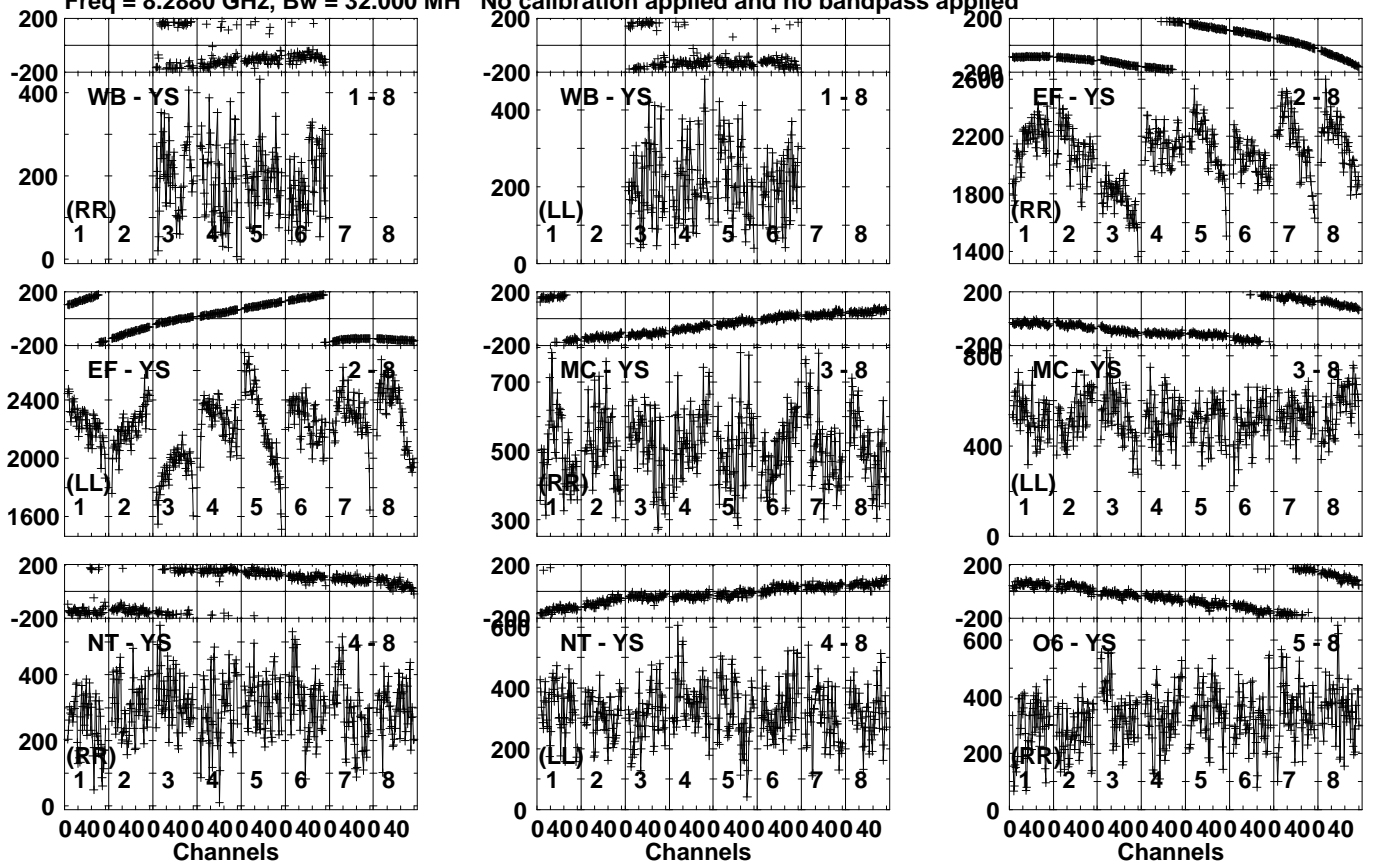 Freq = 8.2880 GHz, Bw = 32.000 MH No calibration applied and no bandpass applied
200
-200
WB - YS 1 - 8
400
200
(RR)
1 2 3 4 5 6 7 8
0
200
-200
WB - YS 1 - 8
400
200
(LL)
1 2 3 4 5 6 7 8
0
200
-200
2600
EF - YS 2 - 8
2200
1800
(RR)
1 2 3 4 5 6 7 8
1400
200
-200
EF - YS 2 - 8
2400
2000
(LL)
1 2 3 4 5 6 7 8
1600
200
-200
MC - YS 3 - 8
700
500
(RR)
1 2 3 4 5 6 7 8
300
200
-200
800
MC - YS 3 - 8
400
(LL)
1 2 3 4 5 6 7 8
0
200
-200
NT - YS 4 - 8
400
200
(RR)
1 2 3 4 5 6 7 8
0
0 40 0 40 0 40 0 40 0 40 0 40 0 40 0 40
Channels
200
-200
600
NT - YS 4 - 8
400
200
(LL)
1 2 3 4 5 6 7 8
0
0 40 0 40 0 40 0 40 0 40 0 40 0 40 0 40
Channels
200
-200
600
O6 - YS 5 - 8
400
200
(RR)
1 2 3 4 5 6 7 8
0
0 40 0 40 0 40 0 40 0 40 0 40 0 40 0 40
Channels